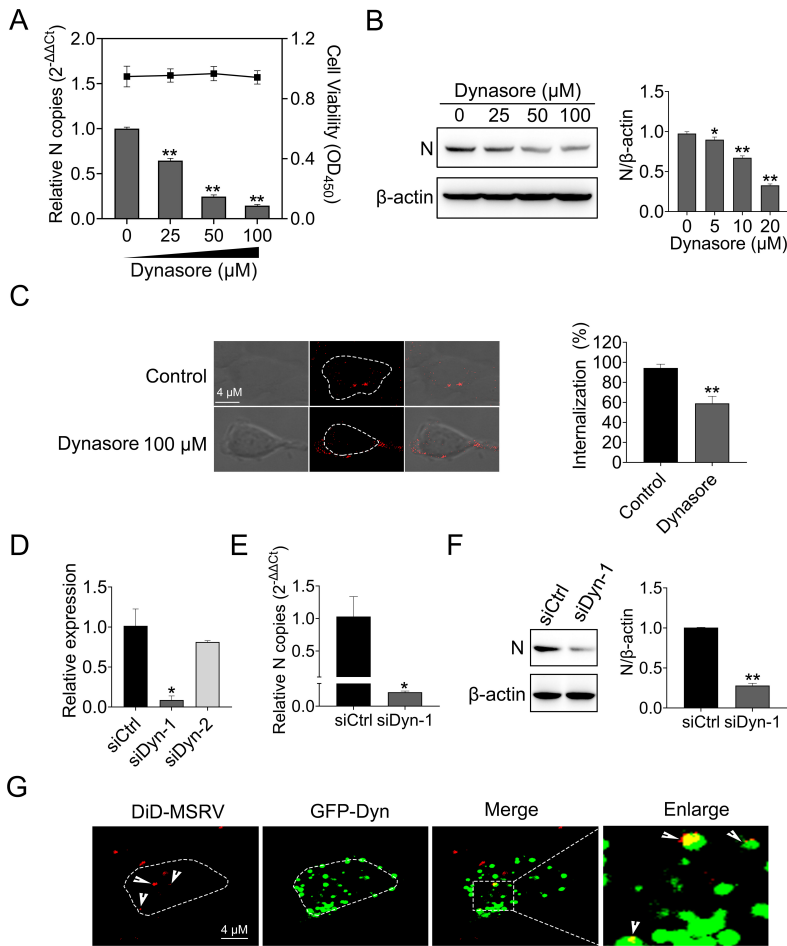 A
Relative N copies (2-ΔΔCt)
2.0
1.5
1.0
0.5
0.0
**
**
**
1.2
0.9
0.6
0.4
0.0
Cell Viability (OD450)
0 25 50 100
Dynasore (μM)
B
Dynasore (μM)
0 25 50 100
N
β-actin
N/β-actin
1.5
1.0
0.5
0.0
*
**
**
0 5 10 20
Dynasore (μM)
C
Control
4 μM
Dynasore 100 μM
Internalization (%)
120
100
80
60
40
20
0
**
Control
Dynasore
D
Relative expression
1.5
1.0
0.5
0.0
*
siCtrl
siDyn-1
siDyn-2
E
Relative N copies (2-ΔΔCt)
1.5
1.0
0.5
0.0
*
siCtrl siDyn-1
F
siCtrl
siDyn-1
N
β-actin
N/β-actin
1.5
1.0
0.5
0.0
**
siCtrl siDyn-1
G
DiD-MSRV
GFP-Dyn
Merge
Enlarge
4 μM